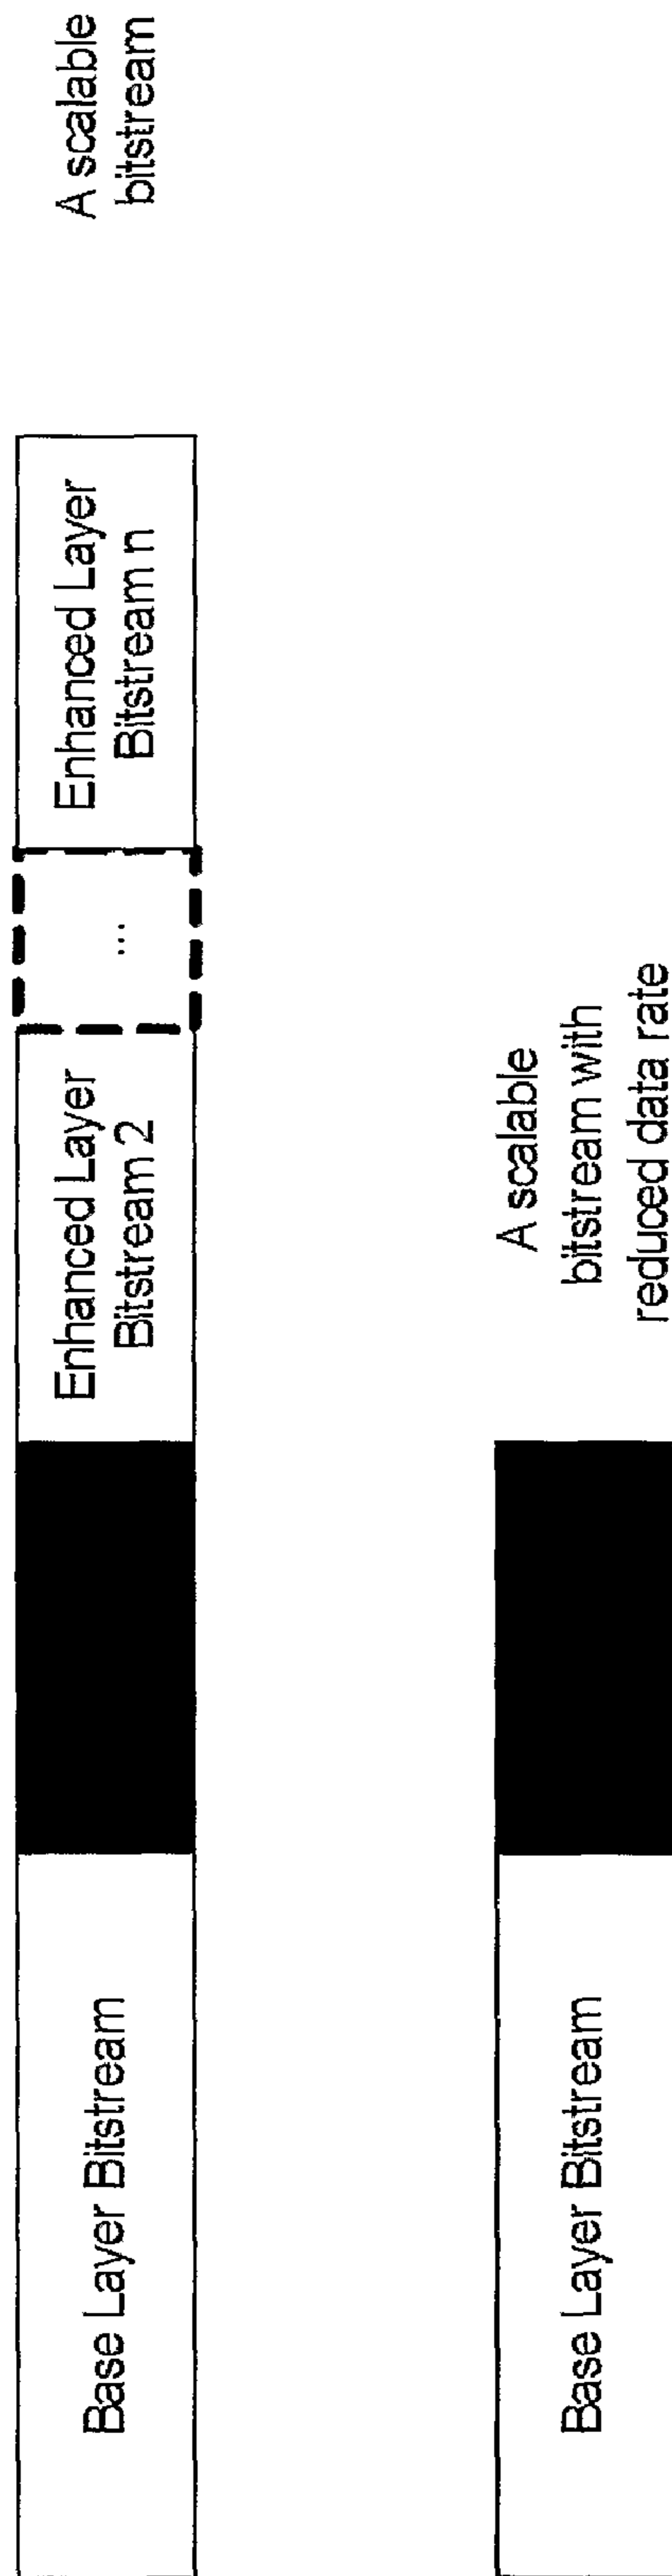 Base Layer Bitstream
Enhanced Layer
Bitstream 2
...
Enhanced Layer
Bitstream n
A scalable
bitstream
Base Layer Bitstream
A scalable
bitstream with
reduced data rate